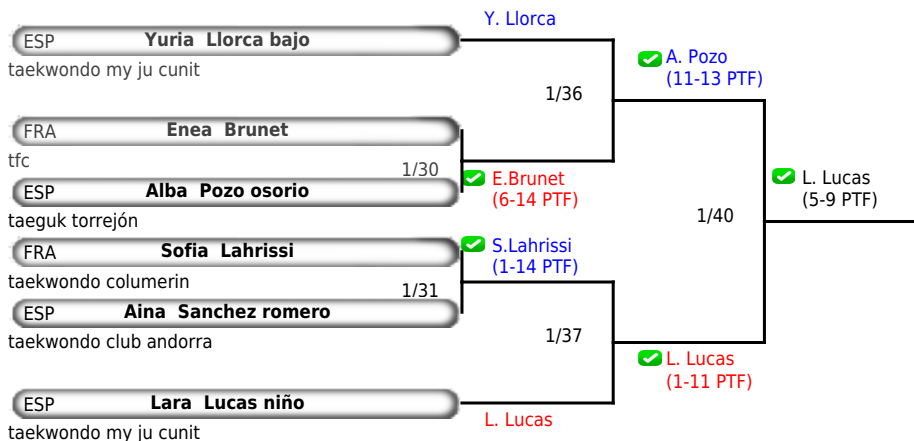 Y. Llorca
ESP Yuria Llorca bajo
taekwondo my ju cunit
A. Pozo
(11-13 PTF)
1/36
FRA Enea Brunet
tfc
1/30
ESP Alba Pozo osorio
taeguk torrejón
E.Brunet
(6-14 PTF)
L. Lucas
(5-9 PTF)
1/40
FRA Sofia Lahrissi
taekwondo columerin
S.Lahrissi
(1-14 PTF)
1/31
ESP Aina Sanchez romero
taekwondo club andorra
1/37
L. Lucas
(1-11 PTF)
ESP Lara Lucas niño
taekwondo my ju cunit
L. Lucas